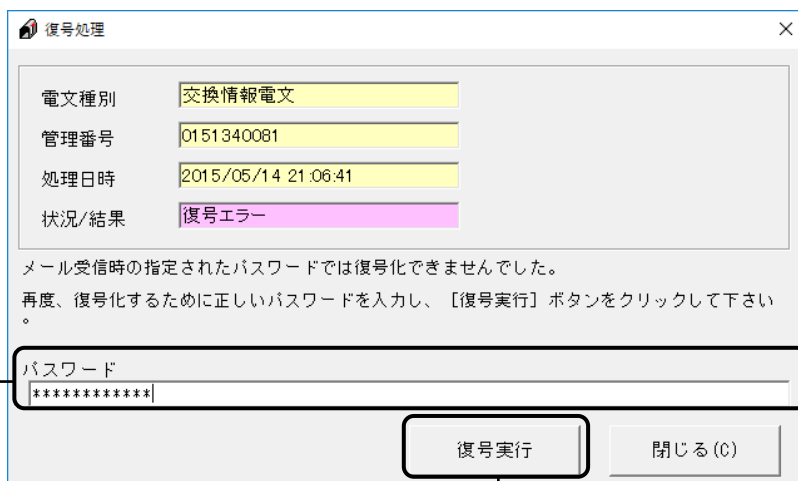 復号処理
電文種別 交換情報電文
管理番号 0151340081
処理日時 2015/05/14 21:06:41
状況/結果 復号エラー
メール受信時の指定されたパスワードでは復号化できませんでした。
再度、復号化するために正しいパスワードを入力し、［復号実行］ボタンをクリックして下さい
。
パスワード
************
復号実行 閉じる(C)